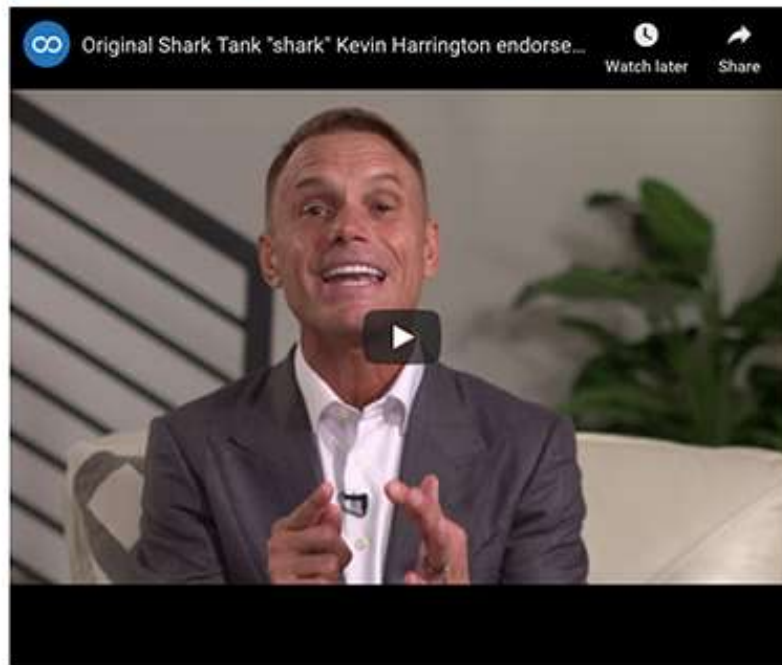 Original Shark Tank "shark" Kevin Harrington endorse...
Watch later
Share